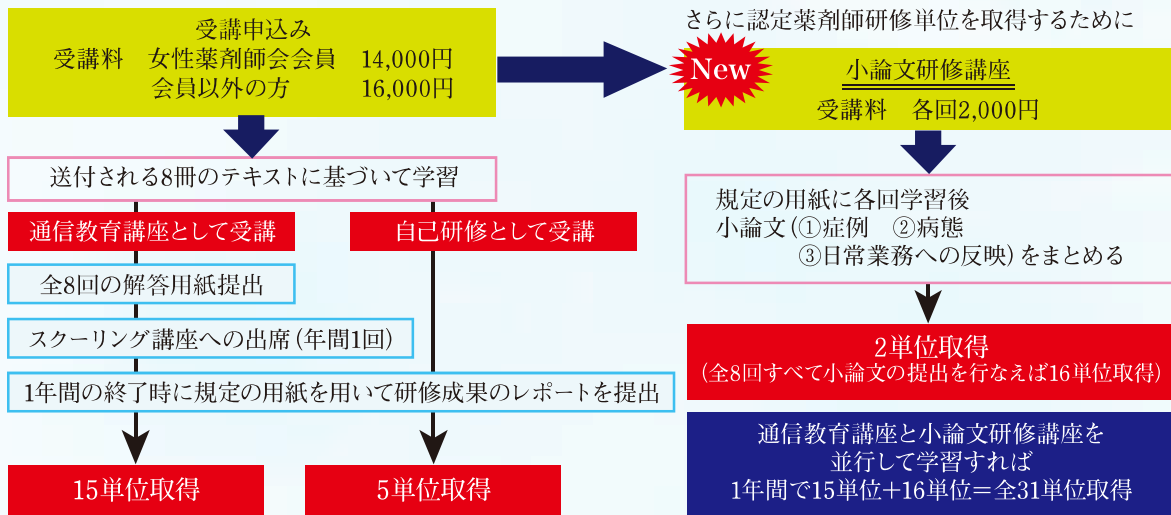 受講申込み
受講料 女性薬剤師会会員 14,000円
会員以外の方 16,000円
送付される8冊のテキストに基づいて学習
通信教育講座として受講
自己研修として受講
全8回の解答用紙提出
スクーリング講座への出席(年間1回)
1年間の終了時に規定の用紙を用いて研修成果のレポートを提出
15単位取得
5単位取得
さらに認定薬剤師研修単位を取得するために
New
小論文研修講座
受講料 各回2,000円
規定の用紙に各回学習後
小論文(①症例 ②病態
③日常業務への反映)をまとめる
2単位取得
(全8回すべて小論文の提出を行なえば16単位取得)
通信教育講座と小論文研修講座を
並行して学習すれば
1年間で15単位+16単位=全31単位取得